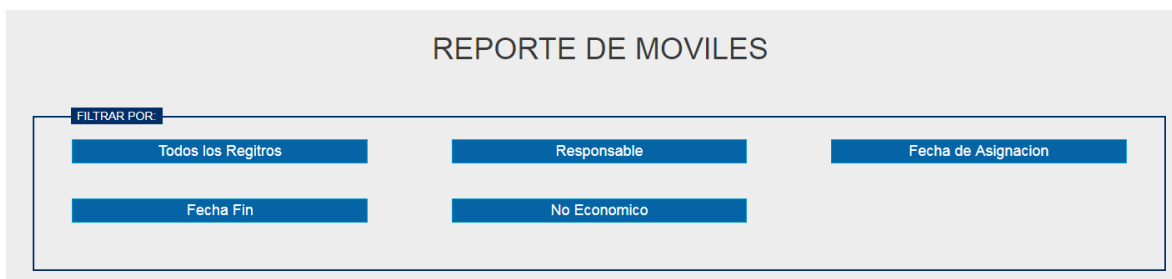 REPORTE DE MOVILES
FILTRAR POR:
Todos los Regitros
Responsable
Fecha de Asignacion
Fecha Fin
No Economico